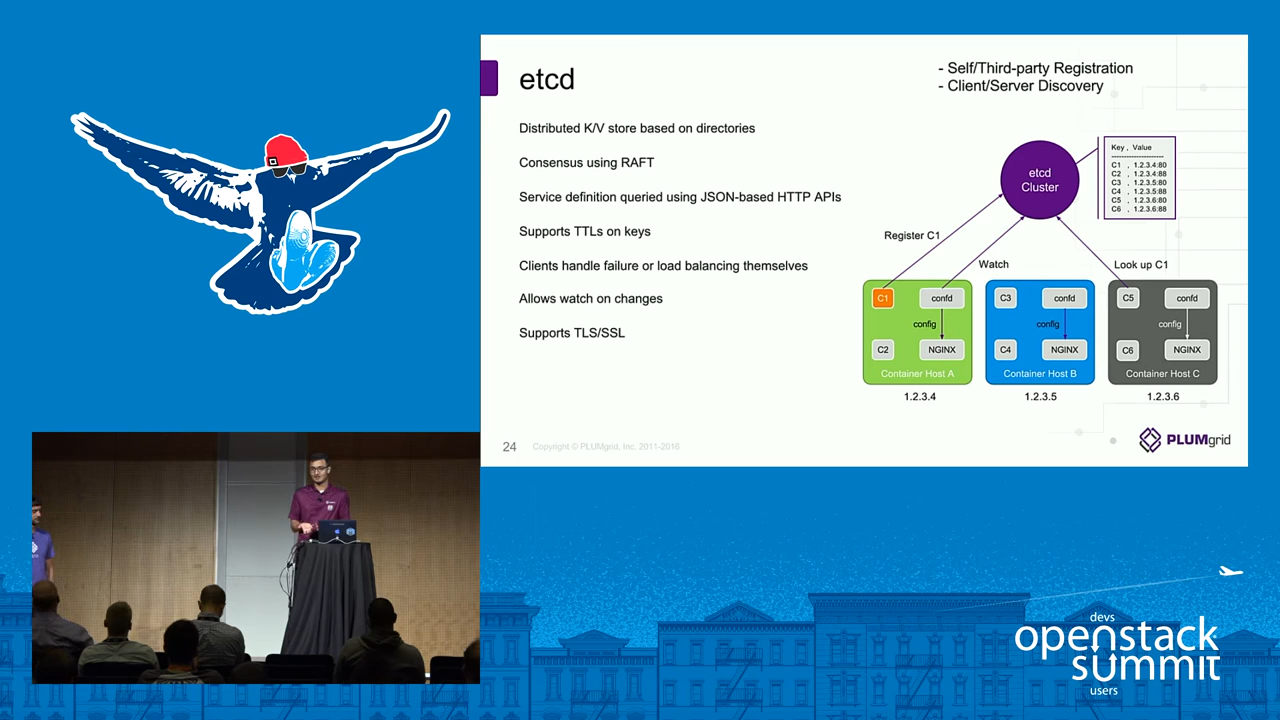 etcd
- Self/Third-party Registration
- Client/Server Discovery
Distributed K/V store based on directories
Consensus using RAFT
Service definition queried using JSON-based HTTP APIs
Supports TTLs on keys
Clients handle failure or load balancing themselves
Allows watch on changes
Supports TLS/SSL
etcd
Cluster
Key , Value
----------------------
C1 , 1.2.3.4:80
C2 , 1.2.3.4:88
C3 , 1.2.3.5:80
C4 , 1.2.3.5:88
C5 , 1.2.3.6:80
C6 , 1.2.3.6:88
Register C1
Watch
Look up C1
C1
confd
config
C2
NGINX
Container Host A
1.2.3.4
C3
confd
config
C4
NGINX
Container Host B
1.2.3.5
C5
confd
config
C6
NGINX
Container Host C
1.2.3.6
24
Copyright © PLUMgrid, Inc. 2011-2016
PLUMgrid
devs
openstack
summit
users